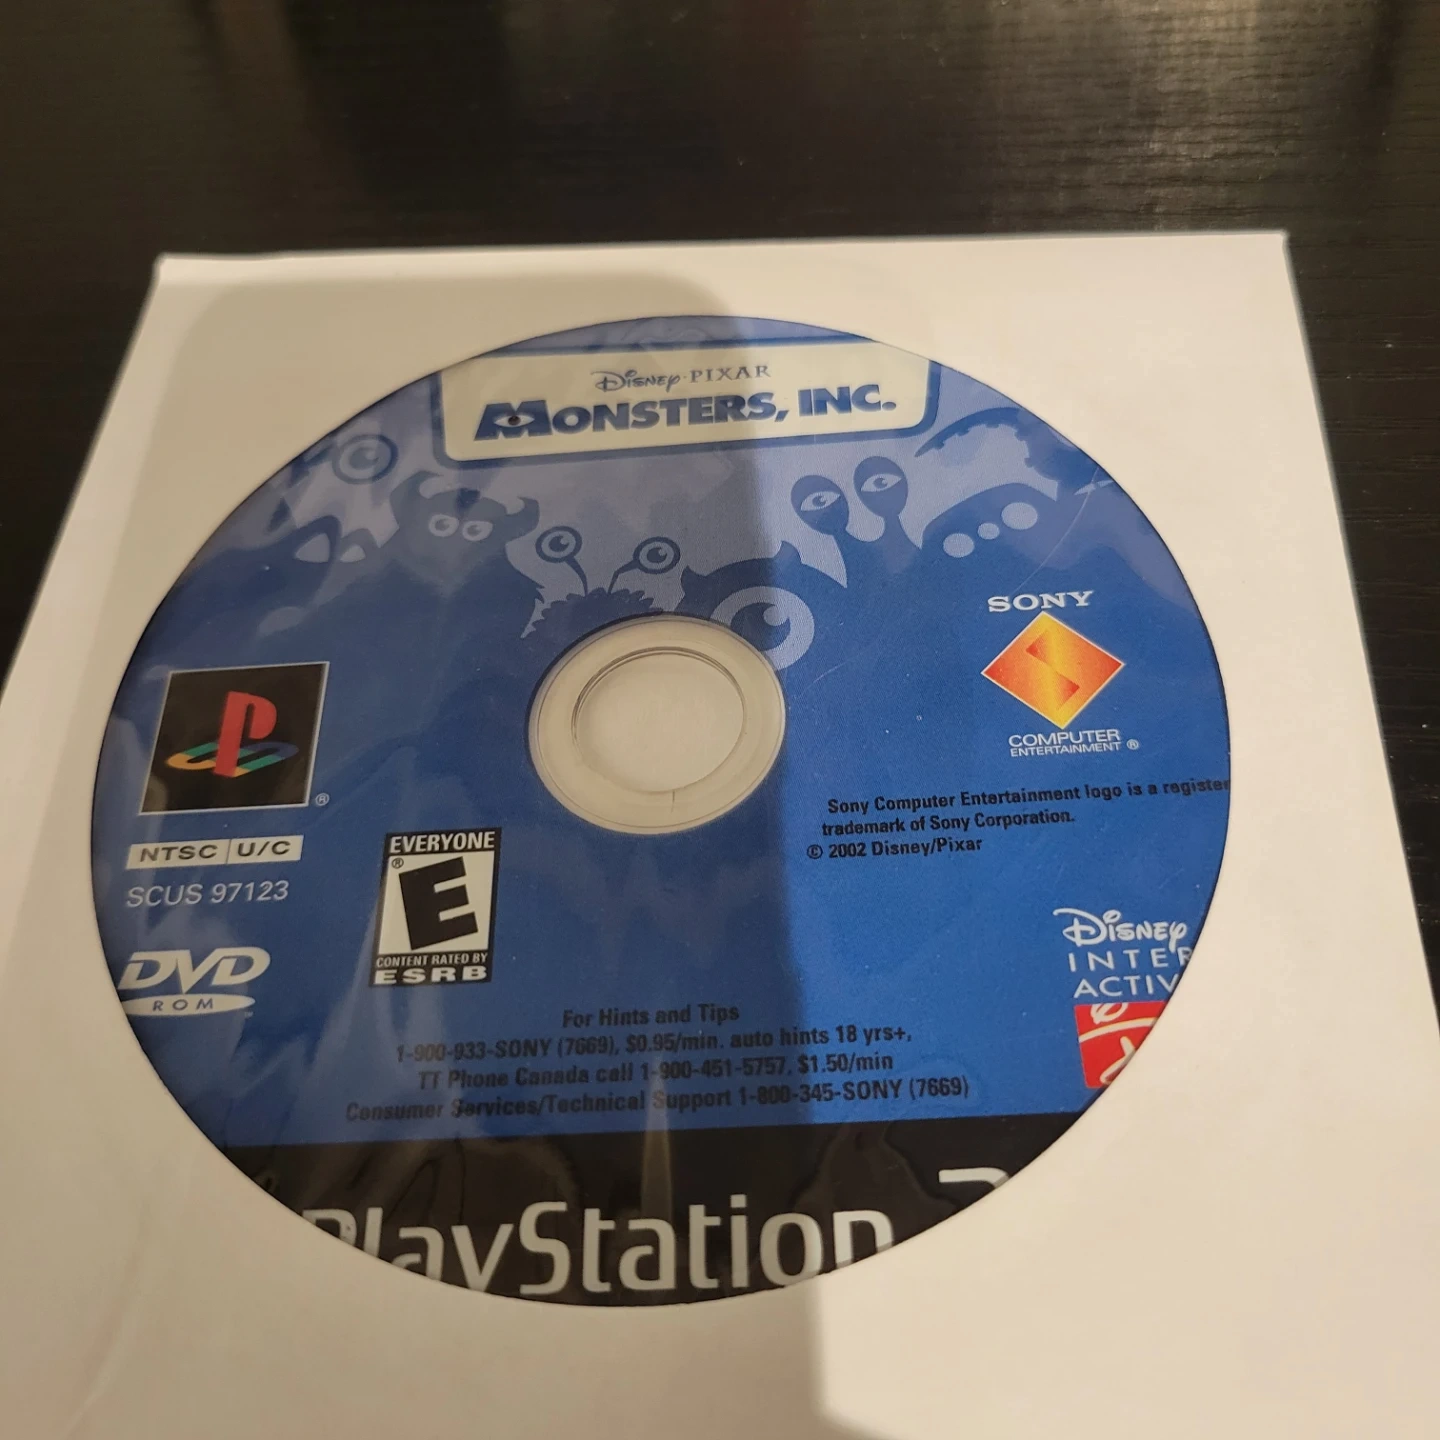 Disney·PIXAR
MONSTERS, INC.
SONY
COMPUTER
ENTERTAINMENT ®
®
Sony Computer Entertainment logo is a register
trademark of Sony Corporation.
© 2002 Disney/Pixar
NTSC U/C
SCUS 97123
EVERYONE
E
®
CONTENT RATED BY
ESRB
DVD
ROM
Disney
INTER
ACTIV
For Hints and Tips
1-900-933-SONY (7669), $0.95/min. auto hints 18 yrs+,
TT Phone Canada call 1-900-451-5757, $1.50/min
Consumer Services/Technical Support 1-800-345-SONY (7669)
PlayStation 2